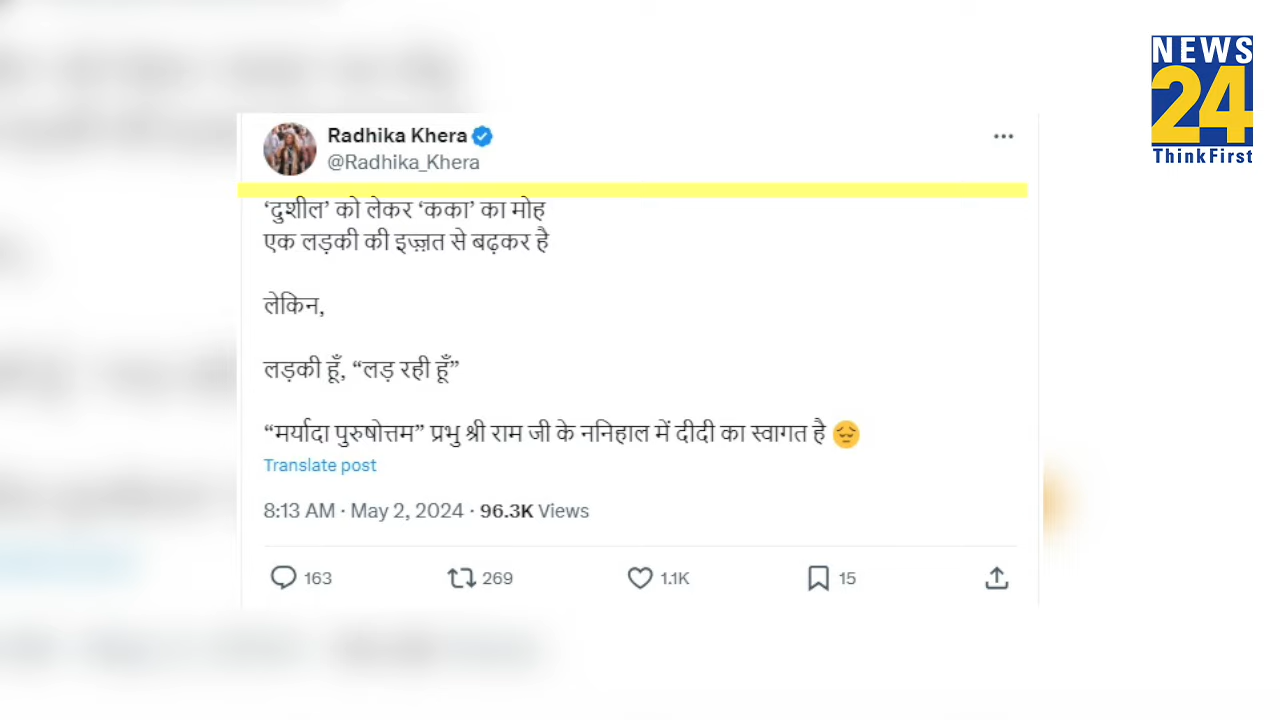 NEWS
24
ThinkFirst
Radhika Khera
@Radhika_Khera
‘दुशील’ को लेकर ‘कका’ का मोह
एक लड़की की इज़्ज़त से बढ़कर है
लेकिन,
लड़की हूँ, “लड़ रही हूँ”
“मर्यादा पुरुषोत्तम” प्रभु श्री राम जी के ननिहाल में दीदी का स्वागत है 😔
Translate post
8:13 AM · May 2, 2024 · 96.3K Views
163 269 1.1K 15